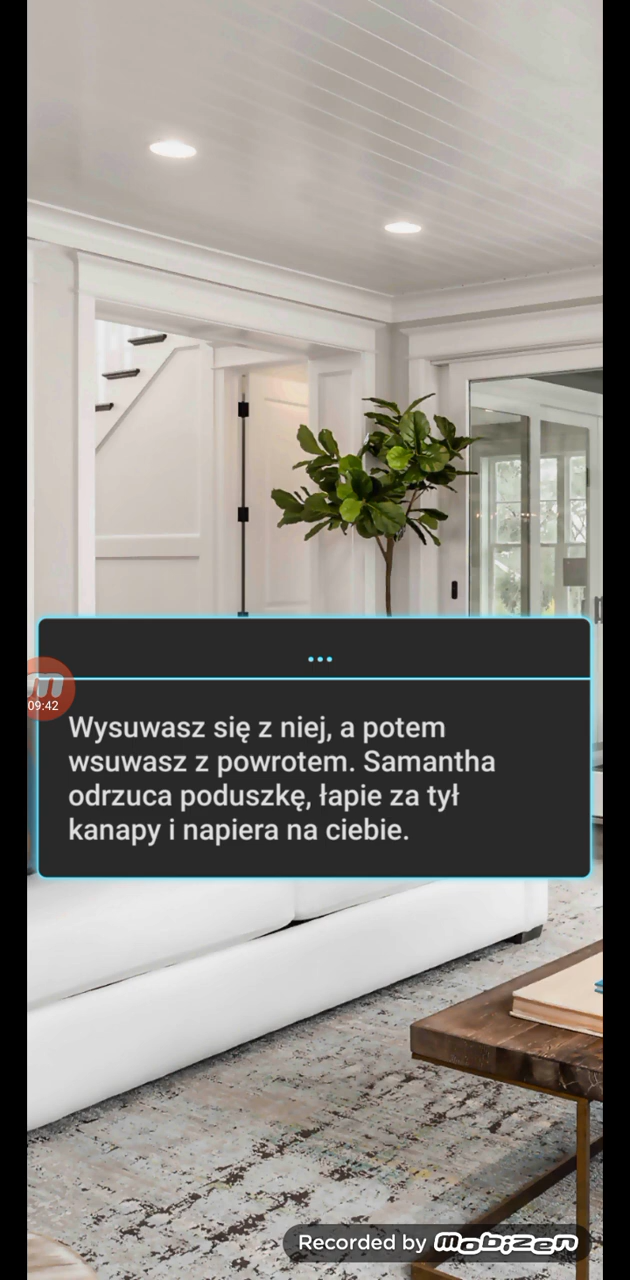 ...
09:42
Wysuwasz się z niej, a potem
wsuwasz z powrotem. Samantha
odrzuca poduszkę, łapie za tył
kanapy i napiera na ciebie.
Recorded by mobizen